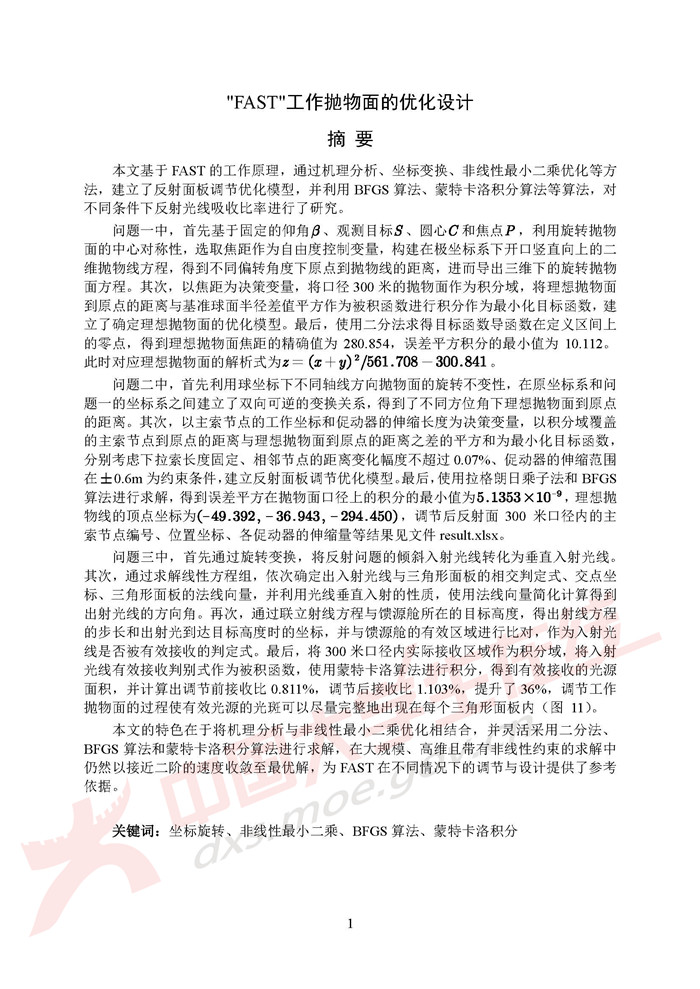 "FAST"工作抛物面的优化设计
摘 要
本文基于 FAST 的工作原理，通过机理分析、坐标变换、非线性最小二乘优化等方
法，建立了反射面板调节优化模型，并利用 BFGS 算法、蒙特卡洛积分算法等算法，对
不同条件下反射光线吸收比率进行了研究。
问题一中，首先基于固定的仰角β、观测目标S、圆心C 和焦点P，利用旋转抛物
面的中心对称性，选取焦距作为自由度控制变量，构建在极坐标系下开口竖直向上的二
维抛物线方程，得到不同偏转角度下原点到抛物线的距离，进而导出三维下的旋转抛物
面方程。其次，以焦距为决策变量，将口径 300 米的抛物面作为积分域，将理想抛物面
到原点的距离与基准球面半径差值平方作为被积函数进行积分作为最小化目标函数，建
立了确定理想抛物面的优化模型。最后，使用二分法求得目标函数导函数在定义区间上
的零点，得到理想抛物面焦距的精确值为 280.854，误差平方积分的最小值为 10.112。
此时对应理想抛物面的解析式为z = (x + y)²/561.708 − 300.841。
问题二中，首先利用球坐标下不同轴线方向抛物面的旋转不变性，在原坐标系和问
题一的坐标系之间建立了双向可逆的变换关系，得到了不同方位角下理想抛物面到原点
的距离。其次，以主索节点的工作坐标和促动器的伸缩长度为决策变量，以积分域覆盖
的主索节点到原点的距离与理想抛物面到原点的距离之差的平方和为最小化目标函数，
分别考虑下拉索长度固定、相邻节点的距离变化幅度不超过 0.07%、促动器的伸缩范围
在±0.6m 为约束条件，建立反射面板调节优化模型。最后，使用拉格朗日乘子法和 BFGS
算法进行求解，得到误差平方在抛物面口径上的积分的最小值为5.1353×10⁻⁹，理想抛
物线的顶点坐标为(−49.392, −36.943, −294.450)，调节后反射面 300 米口径内的主
索节点编号、位置坐标、各促动器的伸缩量等结果见文件 result.xlsx。
问题三中，首先通过旋转变换，将反射问题的倾斜入射光线转化为垂直入射光线。
其次，通过求解线性方程组，依次确定出入射光线与三角形面板的相交判定式、交点坐
标、三角形面板的法线向量，并利用光线垂直入射的性质，使用法线向量简化计算得到
出射光线的方向角。再次，通过联立射线方程与馈源舱所在的目标高度，得出射线方程
的步长和出射光到达目标高度时的坐标，并与馈源舱的有效区域进行比对，作为入射光
线是否被有效接收的判定式。最后，将 300 米口径内实际接收区域作为积分域，将入射
光线有效接收判别式作为被积函数，使用蒙特卡洛算法进行积分，得到有效接收的光源
面积，并计算出调节前接收比 0.811%，调节后接收比 1.103%，提升了 36%，调节工作
抛物面的过程使有效光源的光斑可以尽量完整地出现在每个三角形面板内（图 11）。
本文的特色在于将机理分析与非线性最小二乘优化相结合，并灵活采用二分法、
BFGS 算法和蒙特卡洛积分算法进行求解，在大规模、高维且带有非线性约束的求解中
仍然以接近二阶的速度收敛至最优解，为 FAST 在不同情况下的调节与设计提供了参考
依据。
关键词：坐标旋转、非线性最小二乘、BFGS 算法、蒙特卡洛积分
中国大学生在线
dxs.moe.gov.cn
1